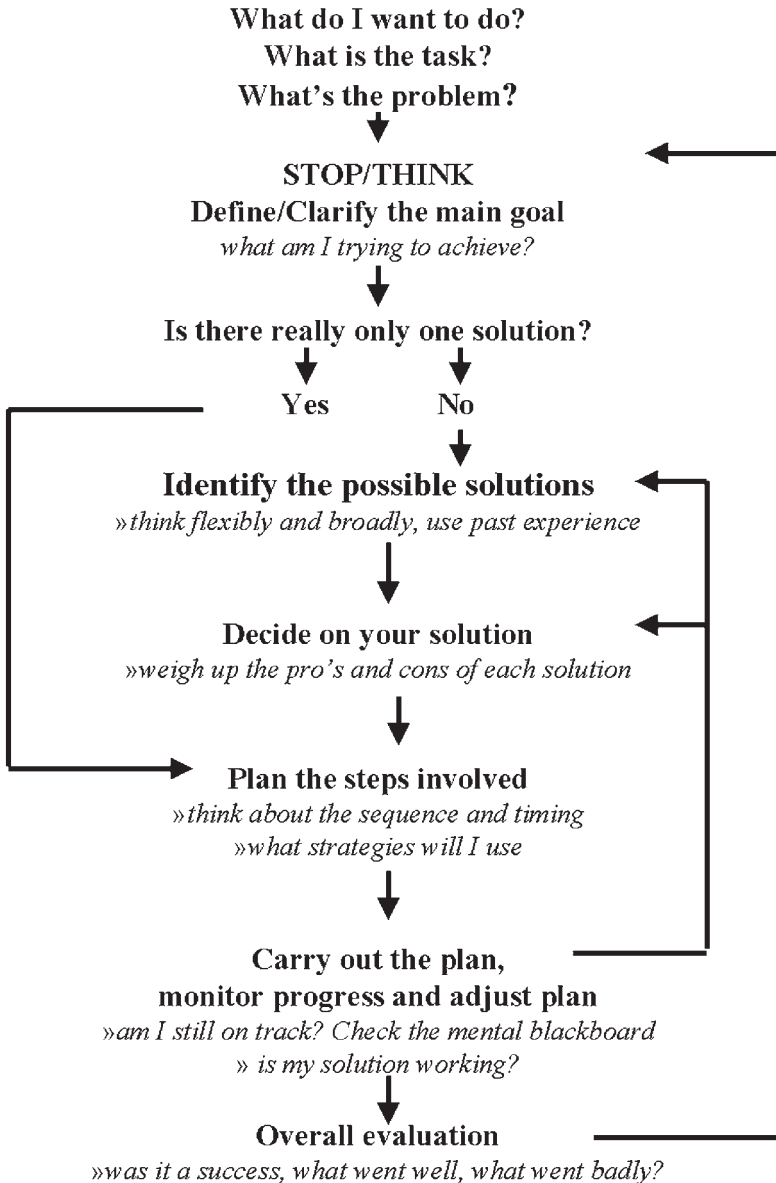 What do I want to do?
What is the task?
What's the problem?
STOP/THINK
Define/Clarify the main goal
what am I trying to achieve?
Is there really only one solution?
Yes No
Identify the possible solutions
»think flexibly and broadly, use past experience
Decide on your solution
»weigh up the pro's and cons of each solution
Plan the steps involved
»think about the sequence and timing
»what strategies will I use
Carry out the plan,
monitor progress and adjust plan
»am I still on track? Check the mental blackboard
» is my solution working?
Overall evaluation
»was it a success, what went well, what went badly?